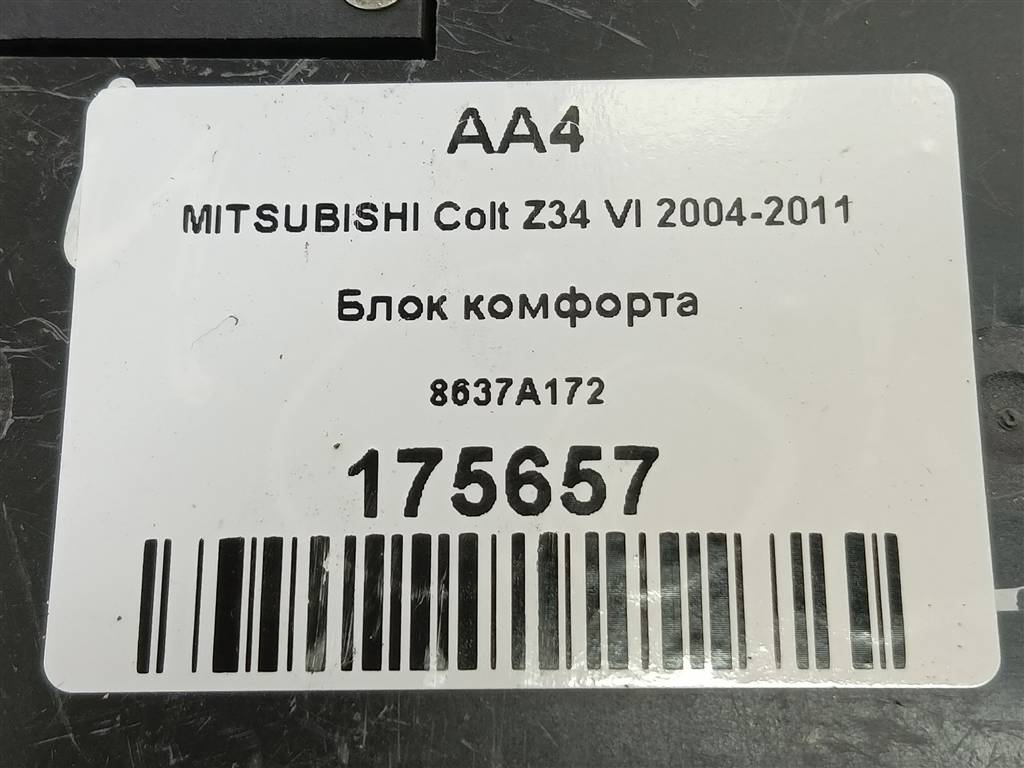 AA4
MITSUBISHI Colt Z34 VI 2004-2011
Блок комфорта
8637A172
175657